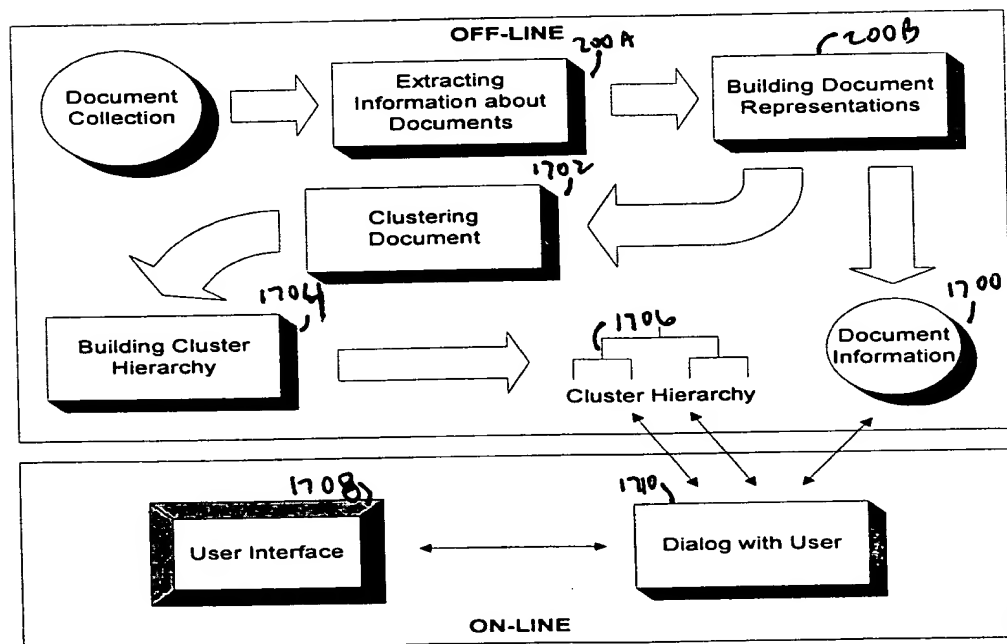 OFF-LINE
200A
200B
Document
Collection
Extracting
Information about
Documents
Building Document
Representations
1702
Clustering
Document
1704
1700
Building Cluster
Hierarchy
1706
Cluster Hierarchy
Document
Information
1708
1710
User Interface
Dialog with User
ON-LINE